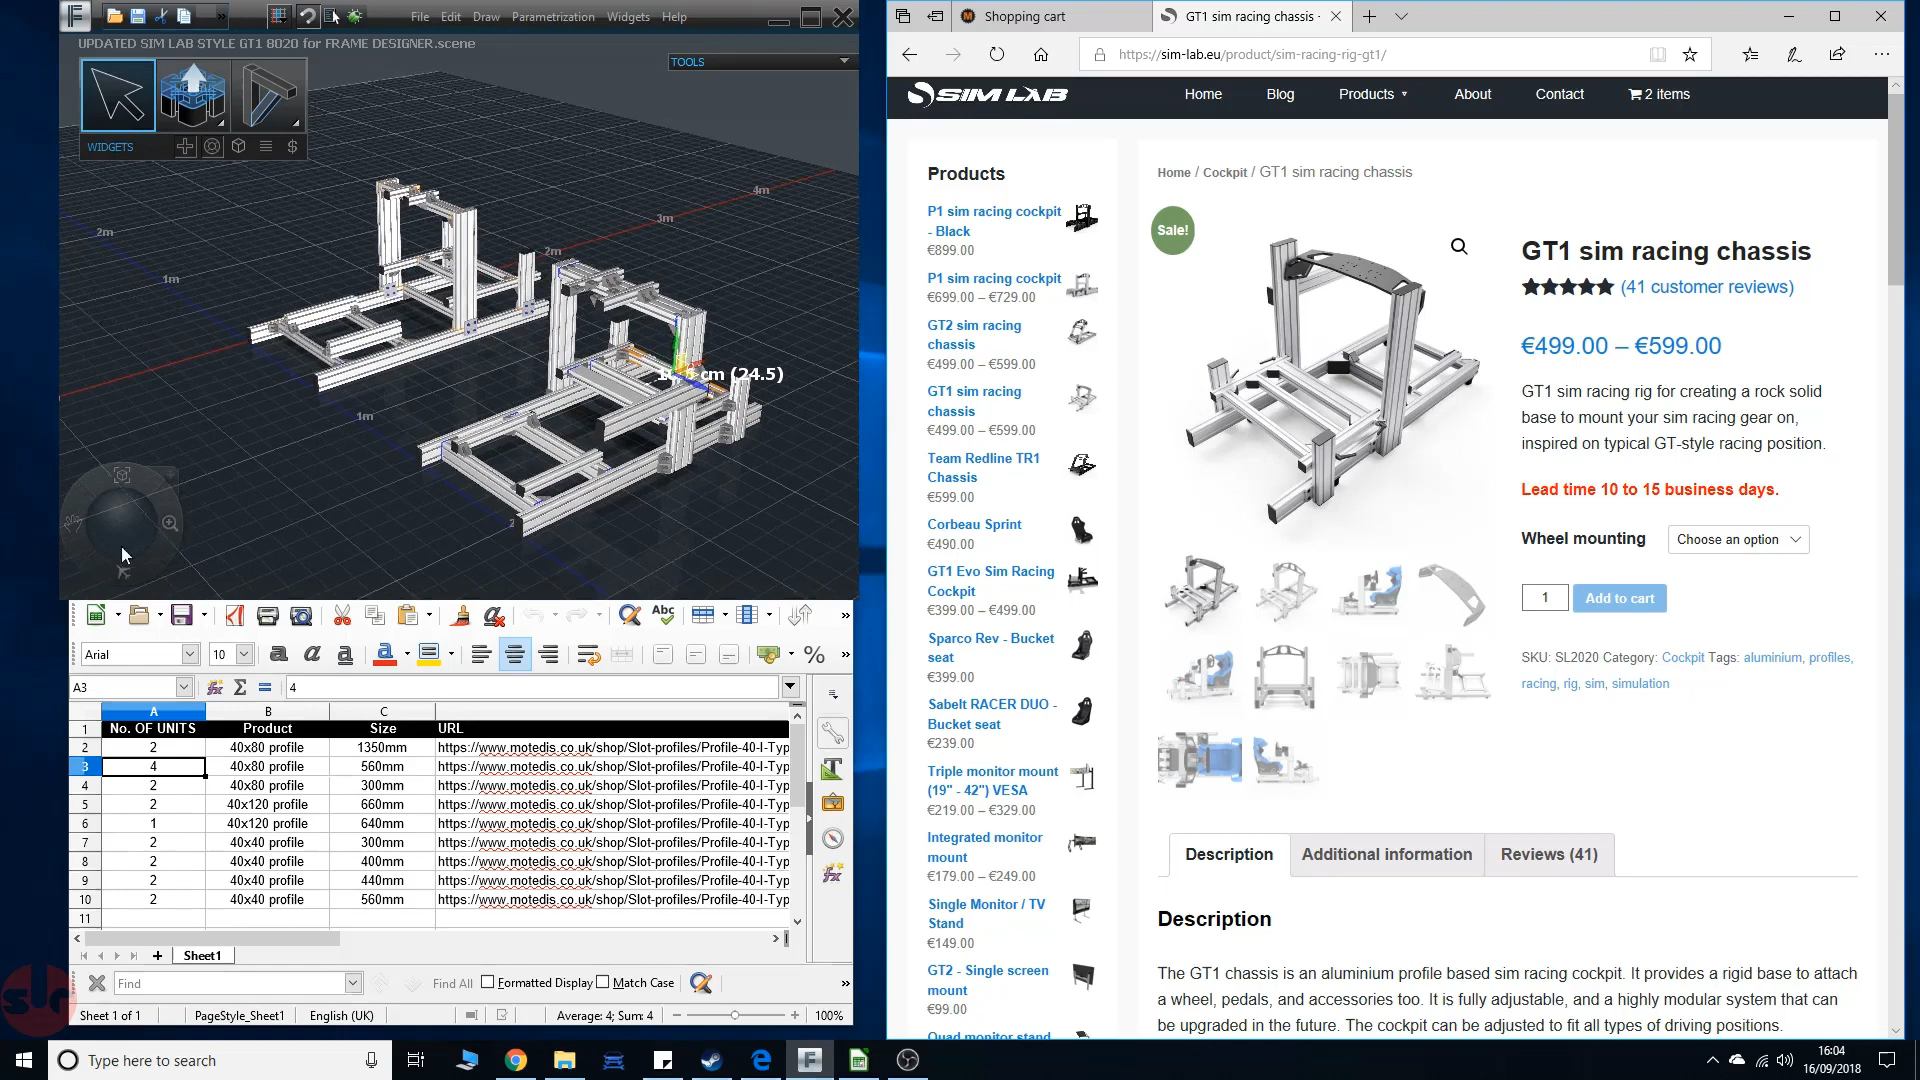 File Edit Draw Parametrization Widgets Help
UPDATED SIM LAB STYLE GT1 8020 for FRAME DESIGNER.scene
TOOLS
WIDGETS
4m
3m
2m
2m
1m
1m
cm (24.5)
2
Arial
10
A3
4
A B C
1 No. OF UNITS Product Size URL
2 2 40x80 profile 1350mm https://www.motedis.co.uk/shop/Slot-profiles/Profile-40-I-Typ
3 4 40x80 profile 560mm https://www.motedis.co.uk/shop/Slot-profiles/Profile-40-I-Typ
4 2 40x80 profile 300mm https://www.motedis.co.uk/shop/Slot-profiles/Profile-40-I-Typ
5 2 40x120 profile 660mm https://www.motedis.co.uk/shop/Slot-profiles/Profile-40-I-Typ
6 1 40x120 profile 640mm https://www.motedis.co.uk/shop/Slot-profiles/Profile-40-I-Typ
7 2 40x40 profile 300mm https://www.motedis.co.uk/shop/Slot-profiles/Profile-40-I-Typ
8 2 40x40 profile 400mm https://www.motedis.co.uk/shop/Slot-profiles/Profile-40-I-Typ
9 2 40x40 profile 440mm https://www.motedis.co.uk/shop/Slot-profiles/Profile-40-I-Typ
10 2 40x40 profile 560mm https://www.motedis.co.uk/shop/Slot-profiles/Profile-40-I-Typ
11
Sheet1
Find
Find All Formatted Display Match Case
Sheet 1 of 1 PageStyle_Sheet1 English (UK) Average: 4; Sum: 4 100%
slr
Shopping cart
GT1 sim racing chassis -
https://sim-lab.eu/product/sim-racing-rig-gt1/
SIM LAB
Home Blog Products About Contact 2 items
Products
P1 sim racing cockpit
- Black
€899.00
P1 sim racing cockpit
€699.00 – €729.00
GT2 sim racing
chassis
€499.00 – €599.00
GT1 sim racing
chassis
€499.00 – €599.00
Team Redline TR1
Chassis
€599.00
Corbeau Sprint
€490.00
GT1 Evo Sim Racing
Cockpit
€399.00 – €499.00
Sparco Rev - Bucket
seat
€399.00
Sabelt RACER DUO -
Bucket seat
€239.00
Triple monitor mount
(19" - 42") VESA
€219.00 – €329.00
Integrated monitor
mount
€179.00 – €249.00
Single Monitor / TV
Stand
€149.00
GT2 - Single screen
mount
€99.00
Quad monitor stand
Home / Cockpit / GT1 sim racing chassis
Sale!
GT1 sim racing chassis
(41 customer reviews)
€499.00 – €599.00
GT1 sim racing rig for creating a rock solid
base to mount your sim racing gear on,
inspired on typical GT-style racing position.
Lead time 10 to 15 business days.
Wheel mounting Choose an option
1 Add to cart
SKU: SL2020 Category: Cockpit Tags: aluminium, profiles,
racing, rig, sim, simulation
Description Additional information Reviews (41)
Description
The GT1 chassis is an aluminium profile based sim racing cockpit. It provides a rigid base to attach
a wheel, pedals, and accessories too. It is fully adjustable, and a highly modular system that can
be upgraded in the future. The cockpit can be adjusted to fit all types of driving positions.
Type here to search
16:04
16/09/2018